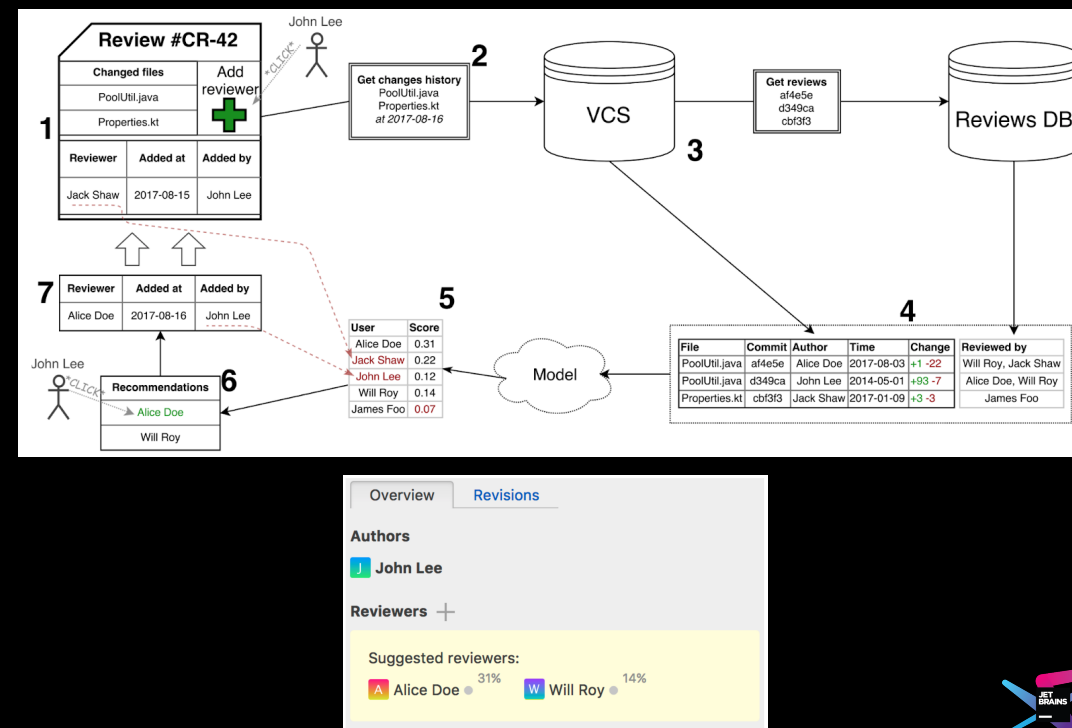 John Lee
Review #CR-42
*CLICK*
Changed files
Add reviewer
PoolUtil.java
Properties.kt
1
Reviewer Added at Added by
Jack Shaw 2017-08-15 John Lee
2
Get changes history
PoolUtil.java
Properties.kt
at 2017-08-16
VCS
3
Get reviews
af4e5e
d349ca
cbf3f3
Reviews DB
4
File Commit Author Time Change Reviewed by
PoolUtil.java af4e5e Alice Doe 2017-08-03 +1 -22 Will Roy, Jack Shaw
PoolUtil.java d349ca John Lee 2014-05-01 +93 -7 Alice Doe, Will Roy
Properties.kt cbf3f3 Jack Shaw 2017-01-09 +3 -3 James Foo
Model
5
User Score
Alice Doe 0.31
Jack Shaw 0.22
John Lee 0.12
Will Roy 0.14
James Foo 0.07
7
Reviewer Added at Added by
Alice Doe 2017-08-16 John Lee
John Lee
*CLICK*
6
Recommendations
Alice Doe
Will Roy
Overview Revisions
Authors
J John Lee
Reviewers
Suggested reviewers:
A Alice Doe 31% W Will Roy 14%
JET
BRAINS